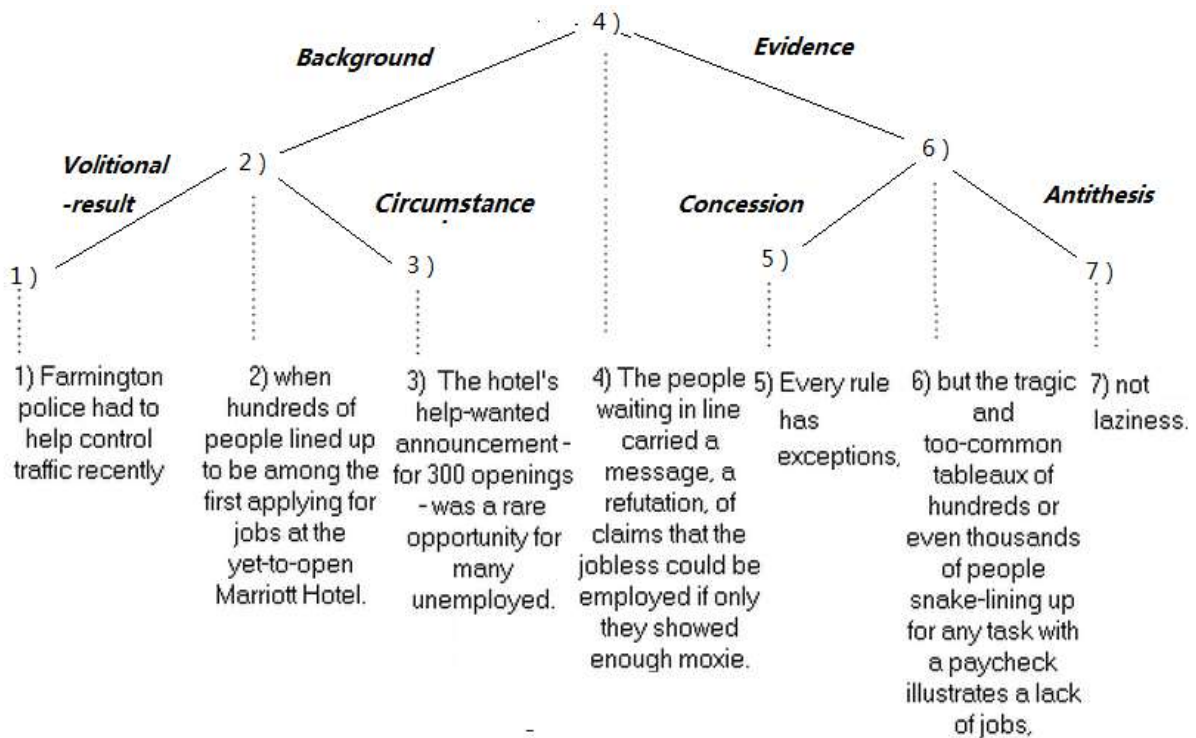 4 )
Background
Evidence
2 )
6 )
Volitional
-result
Circumstance
Concession
Antithesis
1 )
3 )
5 )
7 )
1) Farmington
police had to
help control
traffic recently
2) when
hundreds of
people lined up
to be among the
first applying for
jobs at the
yet-to-open
Marriott Hotel.
3) The hotel's
help-wanted
announcement -
for 300 openings
- was a rare
opportunity for
many
unemployed.
4) The people
waiting in line
carried a
message, a
refutation, of
claims that the
jobless could be
employed if only
they showed
enough moxie.
5) Every rule
has
exceptions,
6) but the tragic
and
too-common
tableaux of
hundreds or
even thousands
of people
snake-lining up
for any task with
a paycheck
illustrates a lack
of jobs,
7) not
laziness.